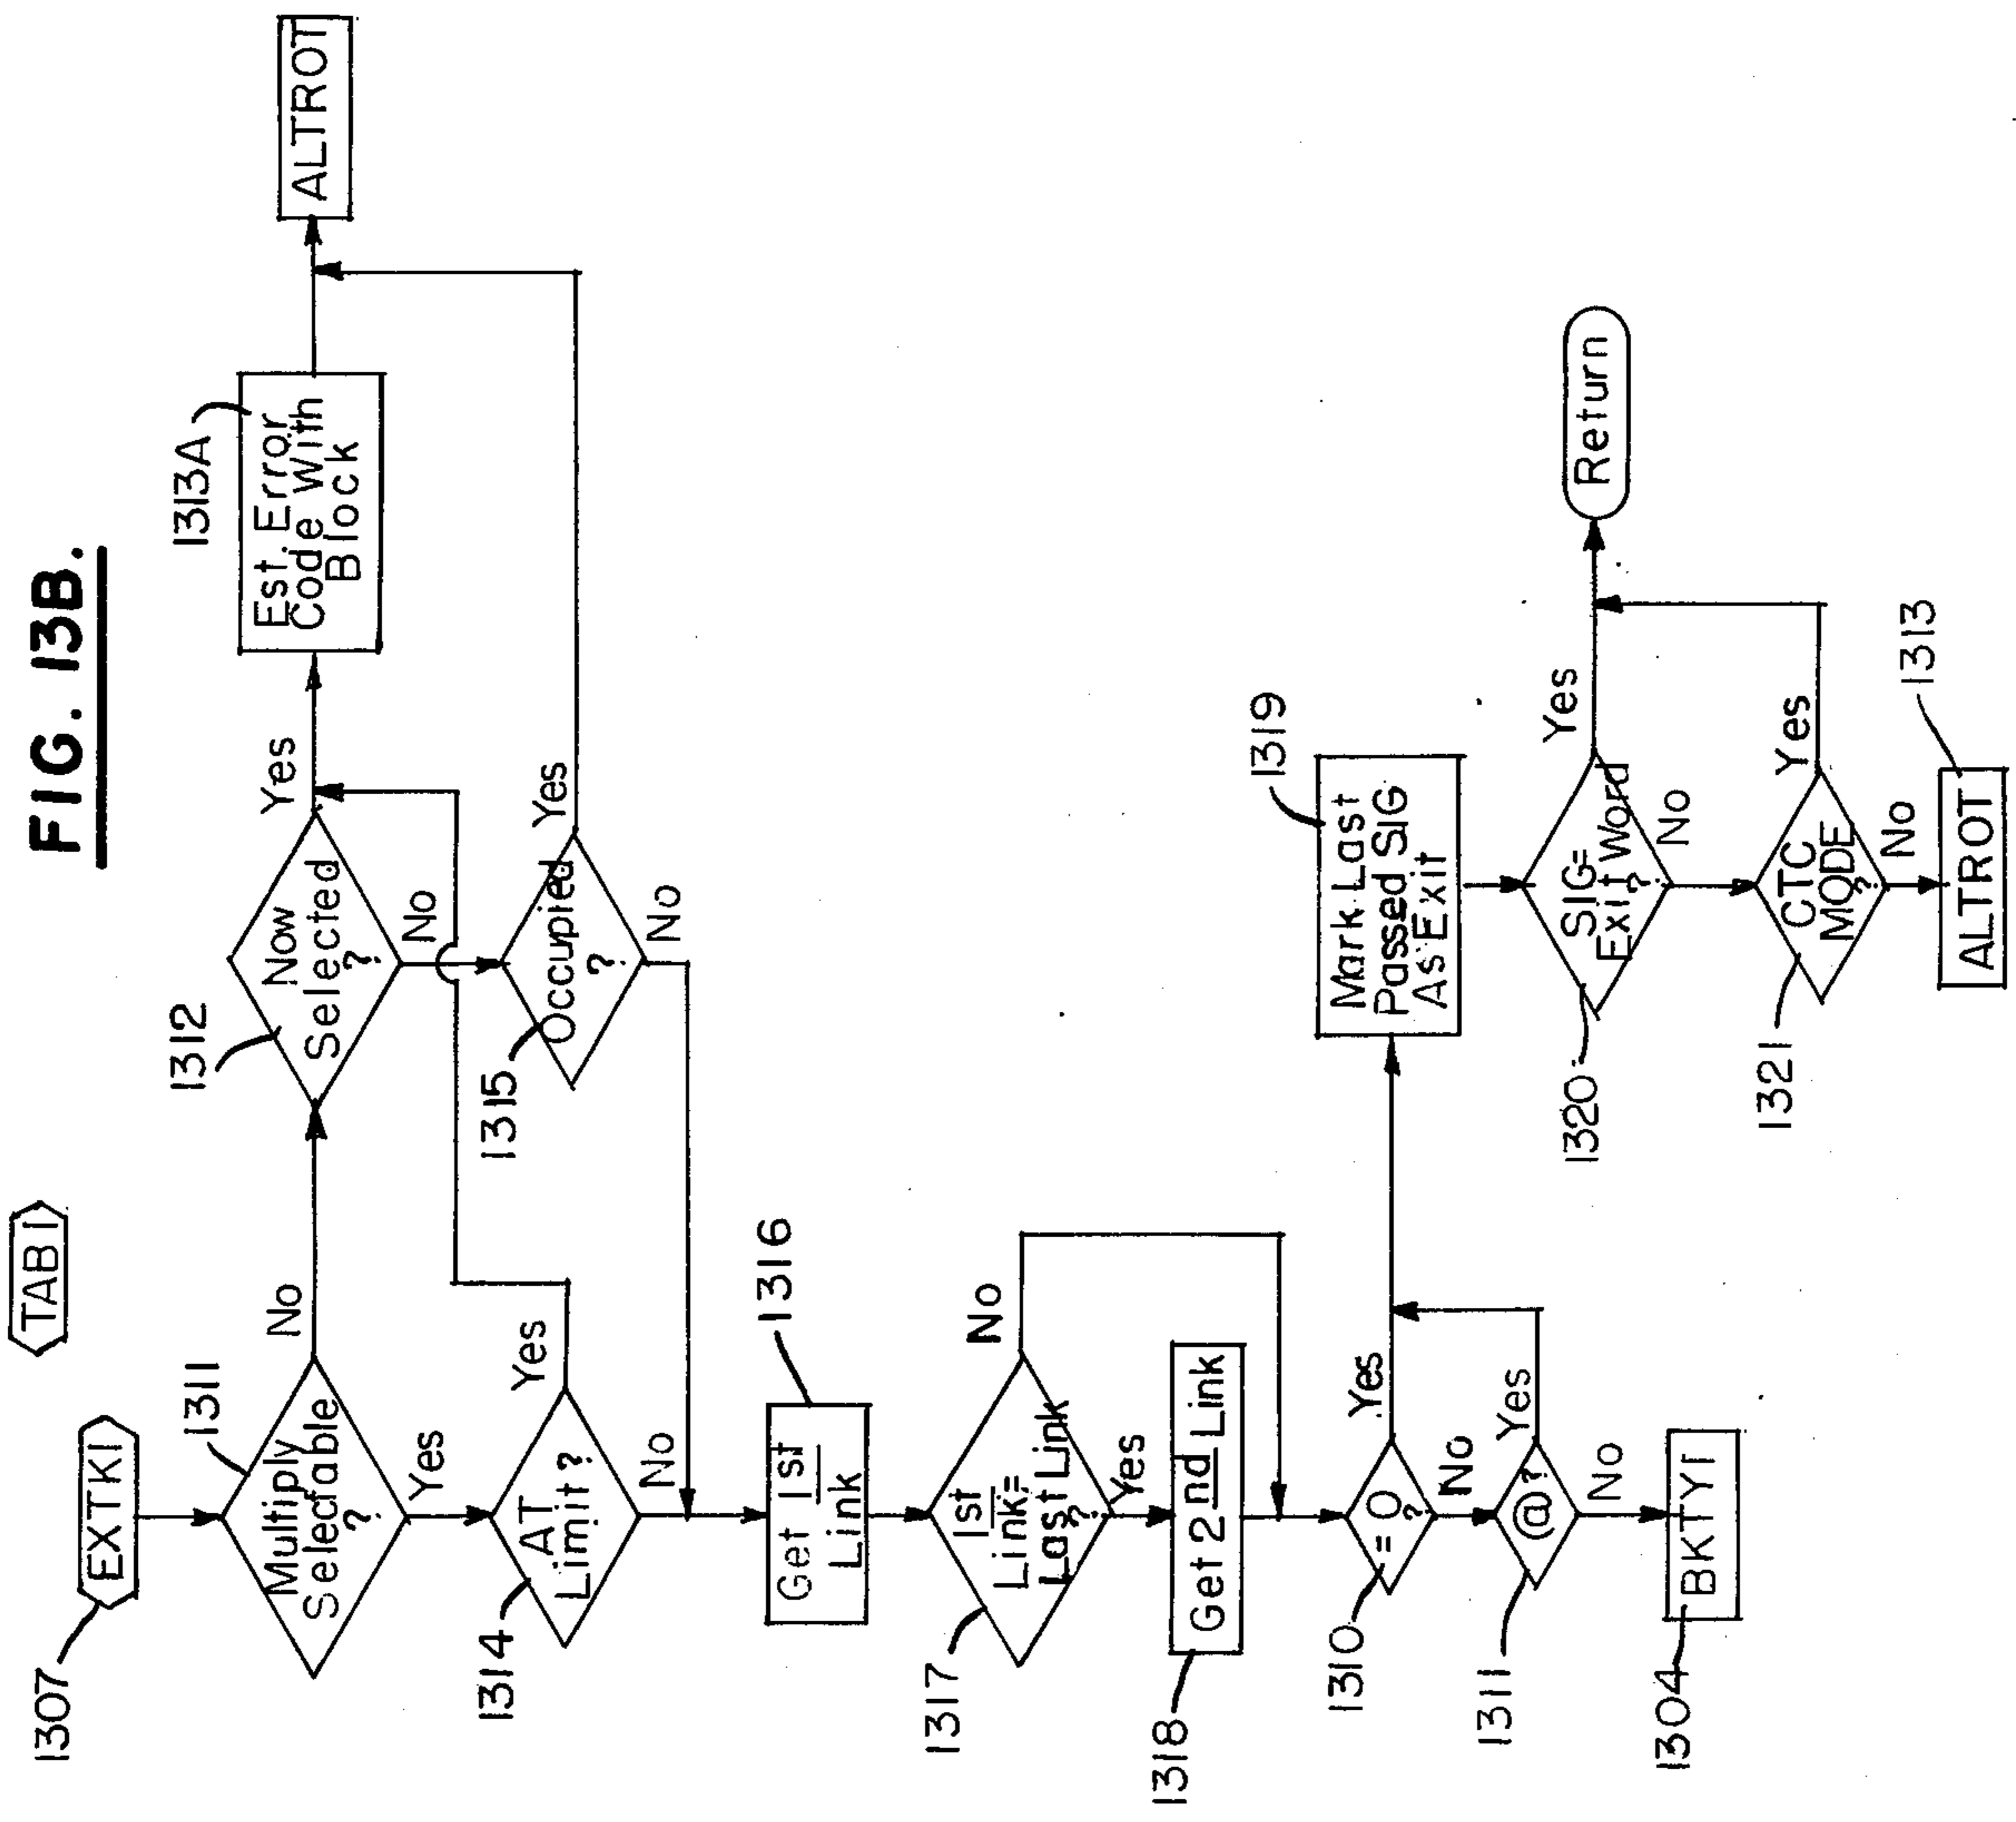 FIG. 13B.
TAB I
1307
EXTKI
1311
Multiply
Selectable
?
No
Yes
1312
Now
Selected
?
Yes
No
1313A
Est. Error
Code With
Block
ALTROT
1314
AT
Limit?
Yes
No
1315
Occupied
?
Yes
No
1316
Get 1st
Link
1317
1st
Link=
Last Link
?
No
Yes
1318
Get 2nd Link
1310
= 0
?
Yes
No
1311
@?
Yes
No
1304
BKTYI
1319
Mark Last
Passed SIG
As Exit
1320
SIG=
Exit Word
?
Yes
No
Return
1321
CTC
MODE
?
Yes
No
1313
ALTROT